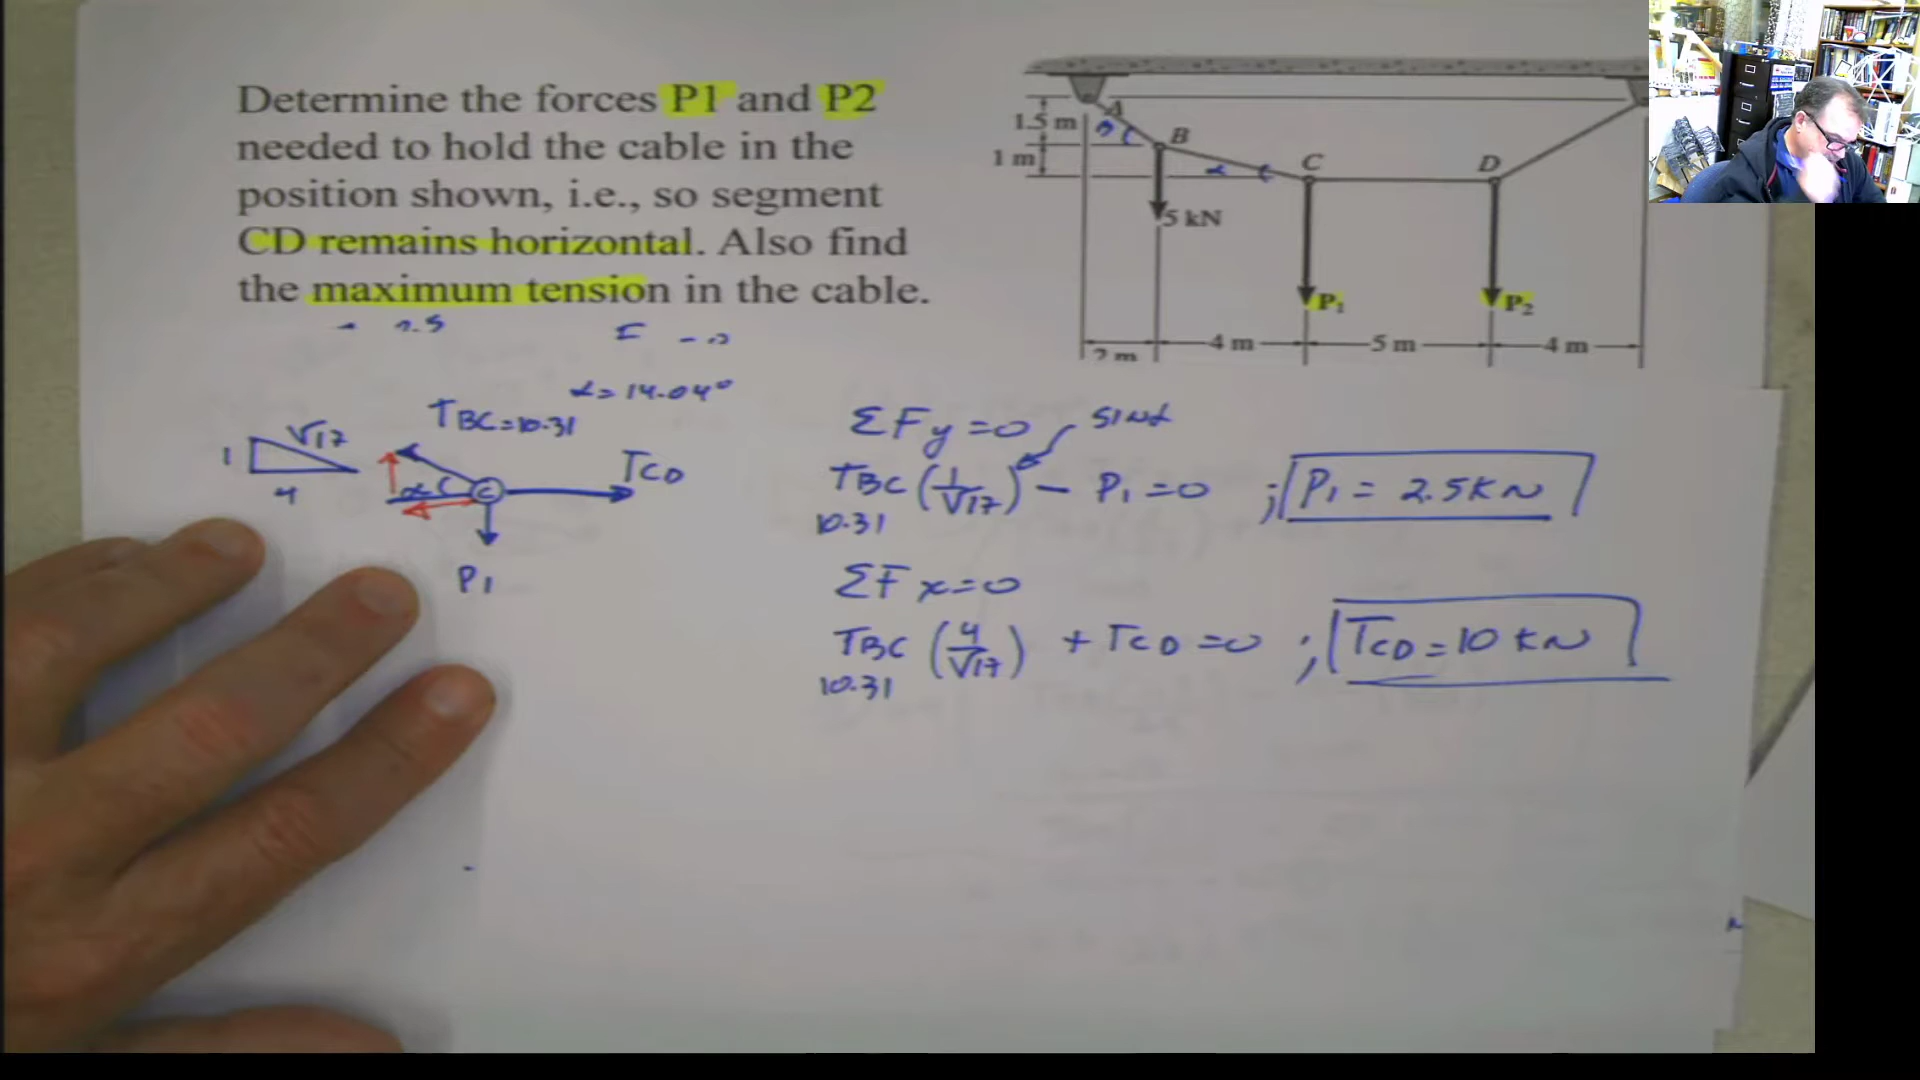 Determine the forces P1 and P2
needed to hold the cable in the
position shown, i.e., so segment
CD remains horizontal. Also find
the maximum tension in the cable.
A
1.5 m
B
1 m
α
C
D
5 kN
P₁
P₂
2 m
4 m
5 m
4 m
α = 14.04°
TBC = 10.31
1
√17
4
α
C
TCD
P1
ΣFy = 0
sin α
TBC (1/√17) - P1 = 0 ; P1 = 2.5 KN
10.31
ΣFx = 0
TBC (4/√17) + TCD = 0 ; TCD = 10 KN
10.31